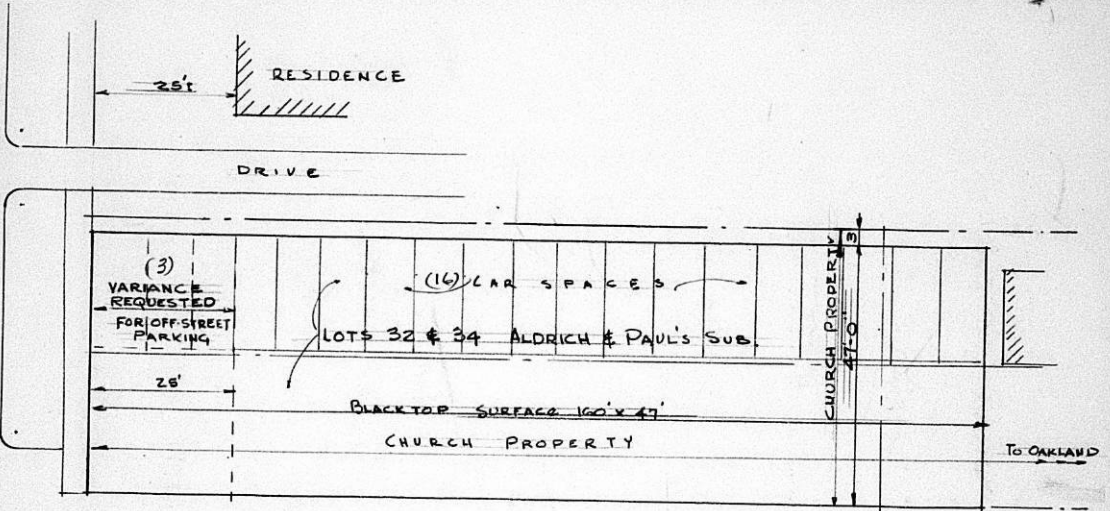 25'±
RESIDENCE
DRIVE
(3)
VARIANCE
REQUESTED
FOR OFF-STREET
PARKING
(16) CAR SPACES
LOTS 32 & 34 ALDRICH & PAUL'S SUB.
CHURCH PROPERTY
3
47'-0"
25'
BLACKTOP SURFACE 160' X 47'
CHURCH PROPERTY
TO OAKLAND